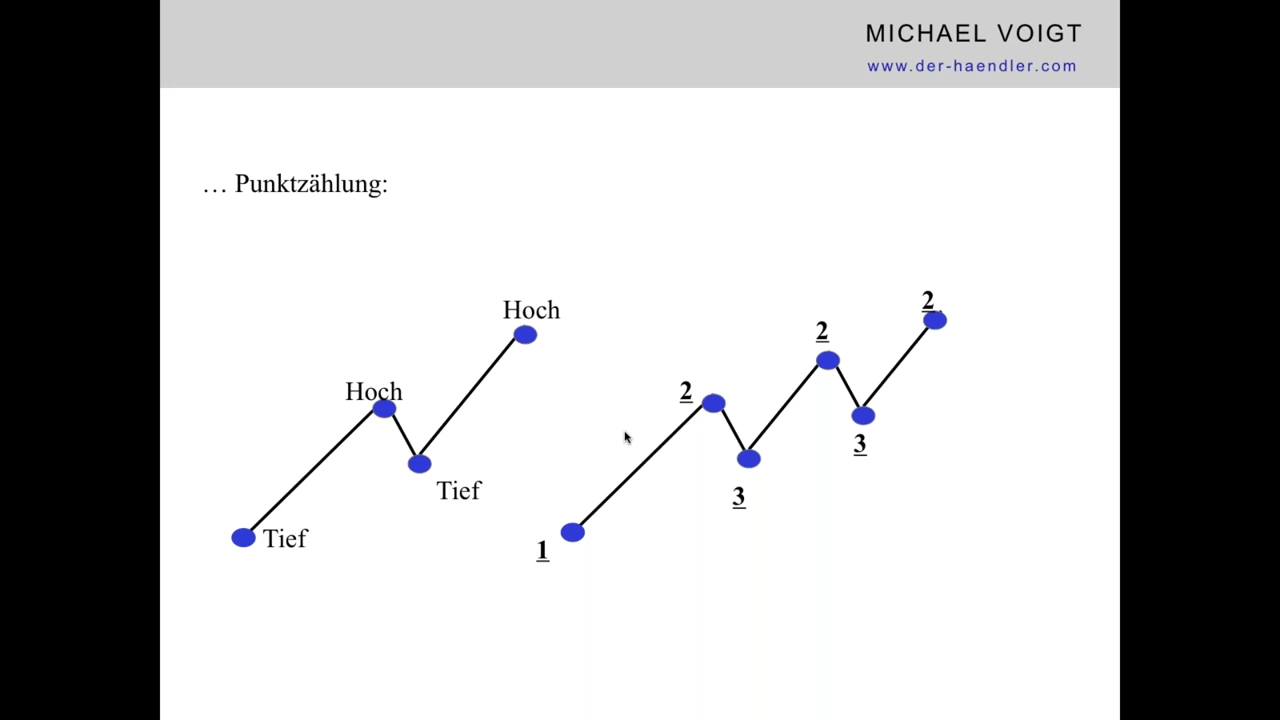 MICHAEL VOIGT
www.der-haendler.com
… Punktzählung:
Hoch
Hoch
Tief
Tief
2
2
2
3
3
1